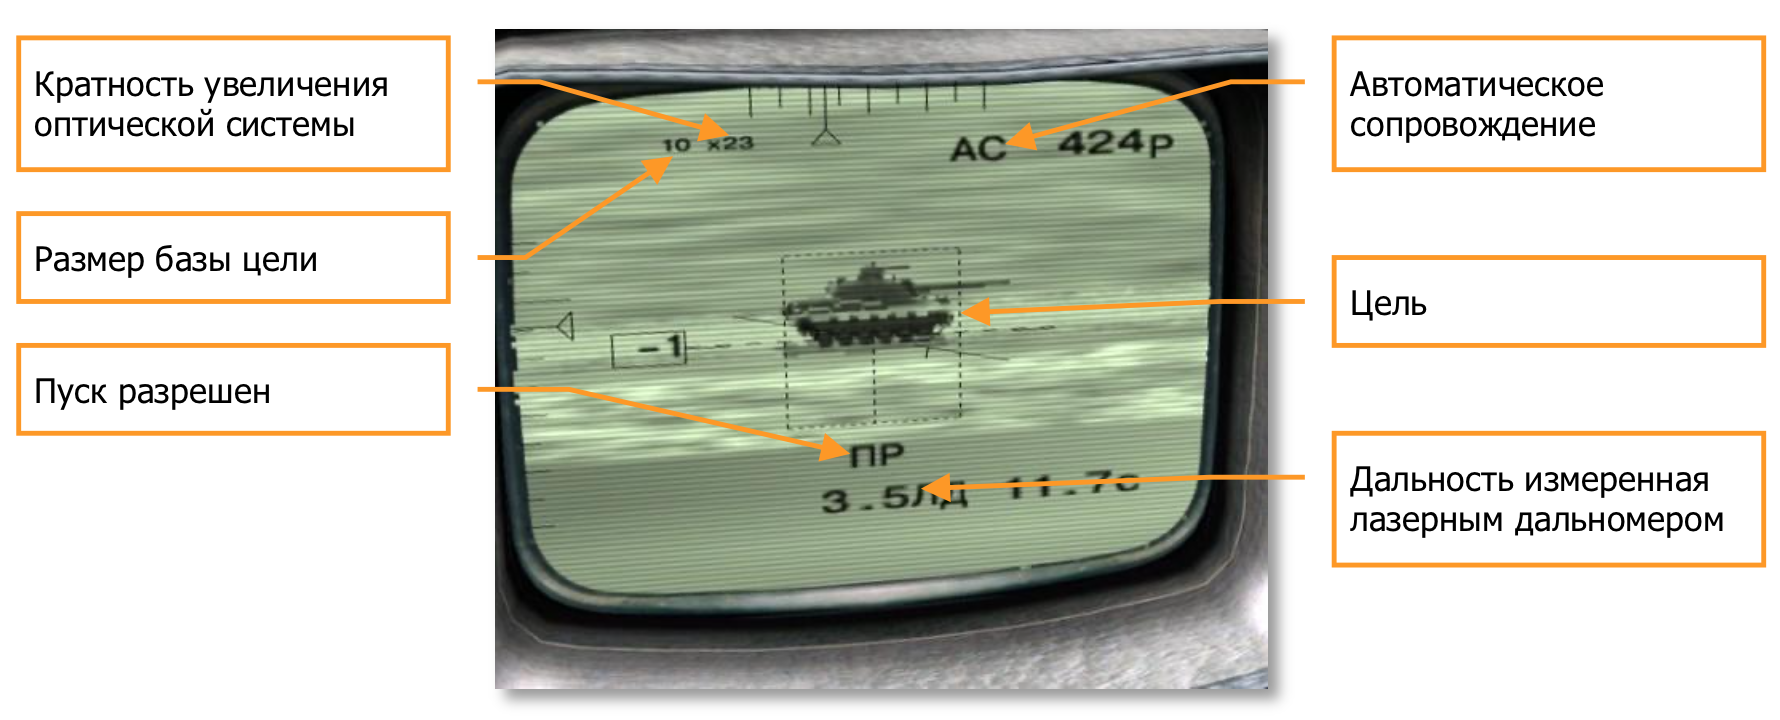 Кратность увеличения
оптической системы
Размер базы цели
Пуск разрешен
10 x23
АС 424р
-1
ПР
3.5ЛД 11.7с
Автоматическое
сопровождение
Цель
Дальность измеренная
лазерным дальномером